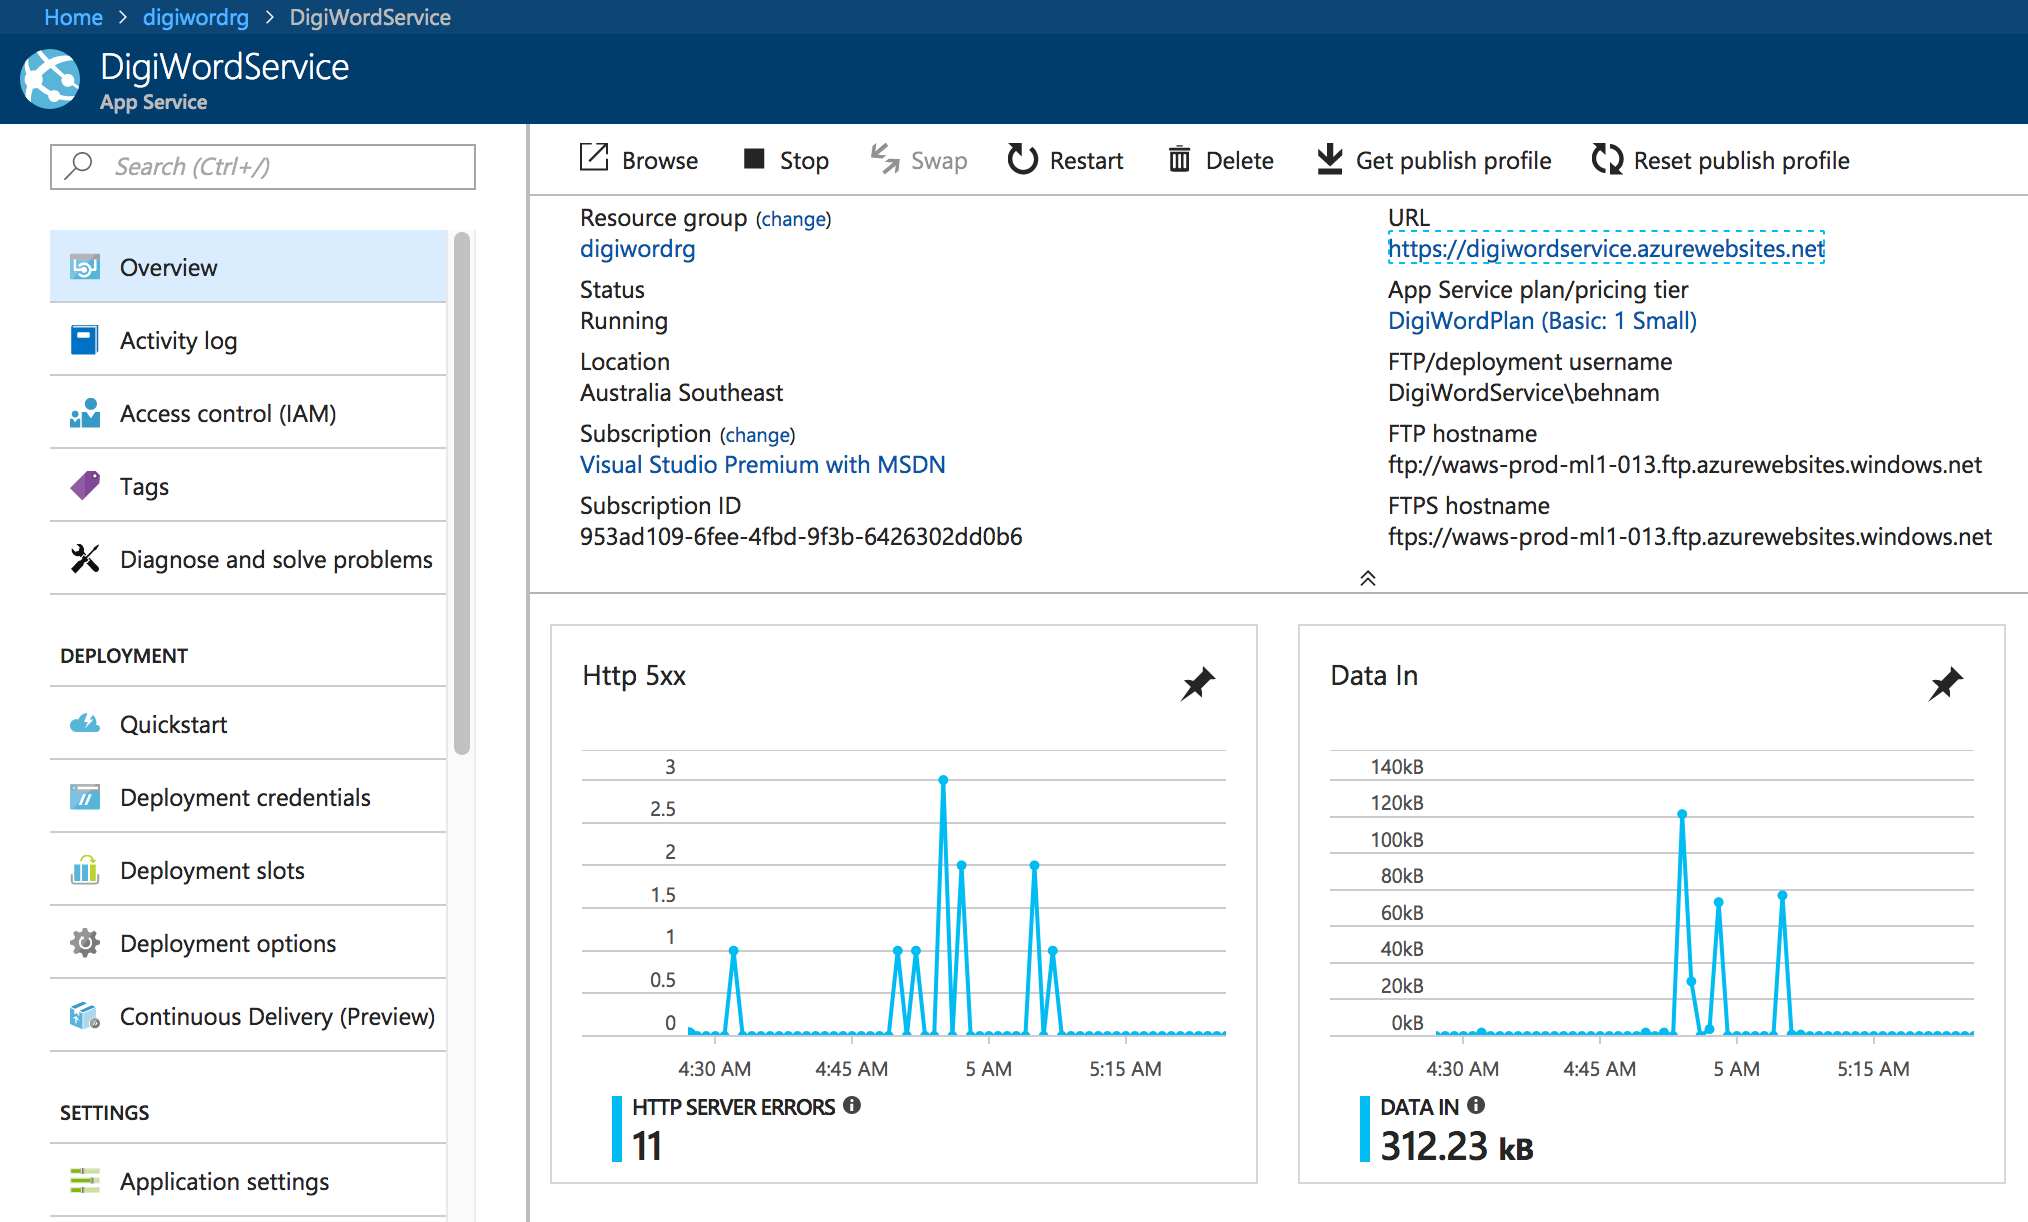 Home > digiwordrg > DigiWordService
DigiWordService
App Service
Search (Ctrl+/)
Overview
Activity log
Access control (IAM)
Tags
Diagnose and solve problems
DEPLOYMENT
Quickstart
Deployment credentials
Deployment slots
Deployment options
Continuous Delivery (Preview)
SETTINGS
Application settings
Browse Stop Swap Restart Delete Get publish profile Reset publish profile
Resource group (change)
digiwordrg
Status
Running
Location
Australia Southeast
Subscription (change)
Visual Studio Premium with MSDN
Subscription ID
953ad109-6fee-4fbd-9f3b-6426302dd0b6
URL
https://digiwordservice.azurewebsites.net
App Service plan/pricing tier
DigiWordPlan (Basic: 1 Small)
FTP/deployment username
DigiWordService\behnam
FTP hostname
ftp://waws-prod-ml1-013.ftp.azurewebsites.windows.net
FTPS hostname
ftps://waws-prod-ml1-013.ftp.azurewebsites.windows.net
Http 5xx
3
2.5
2
1.5
1
0.5
0
4:30 AM 4:45 AM 5 AM 5:15 AM
HTTP SERVER ERRORS
11
Data In
140kB
120kB
100kB
80kB
60kB
40kB
20kB
0kB
4:30 AM 4:45 AM 5 AM 5:15 AM
DATA IN
312.23 kB